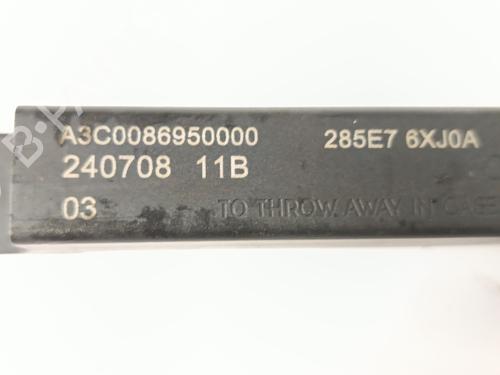 A3C0086950000 285E7 6XJ0A
240708 11B
03 TO THROW AWAY IN CASE